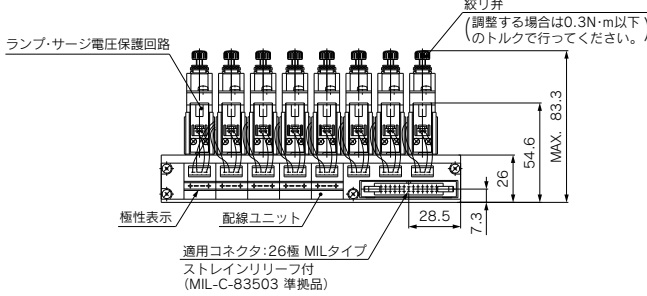 絞り弁
(調整する場合は0.3N·m以下
のトルクで行ってください。)
ランプ・サージ電圧保護回路
MAX. 83.3
54.6
26
7.3
28.5
極性表示
配線ユニット
適用コネクタ:26極 MILタイプ
ストレインリリーフ付
(MIL-C-83503 準拠品)